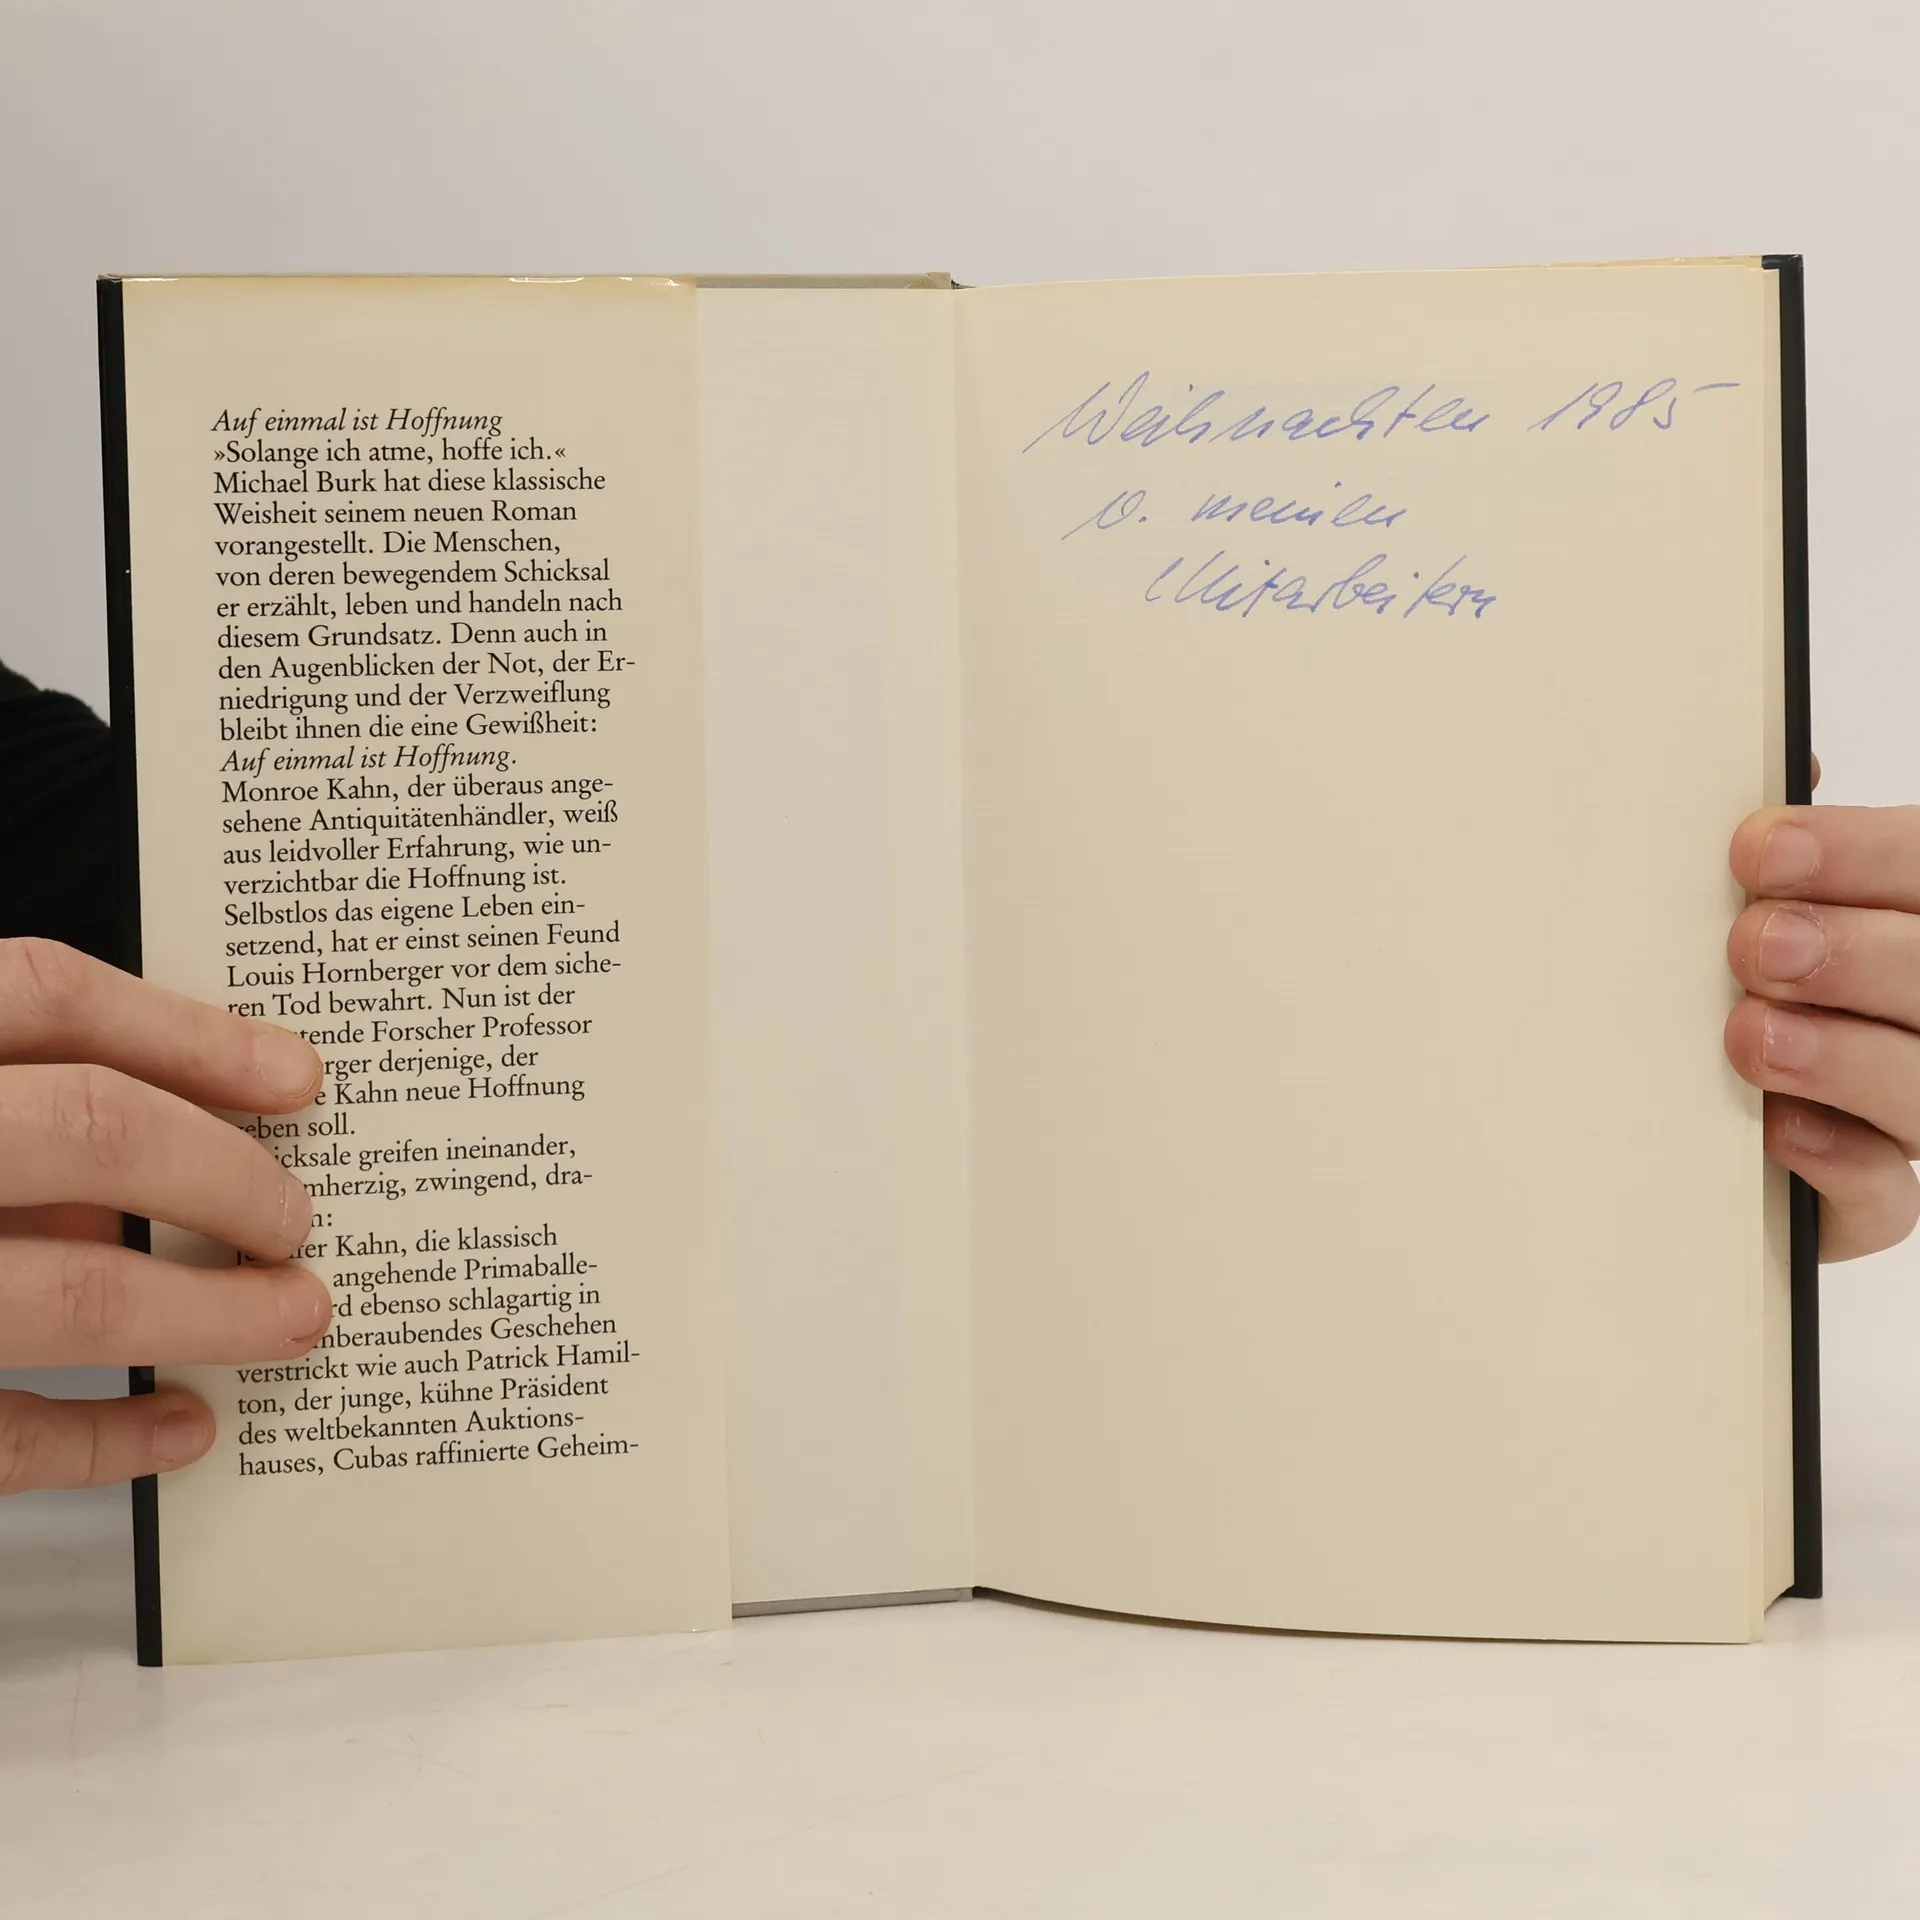 Auf einmal ist Hoffnung
»Solange ich atme, hoffe ich.«
Michael Burk hat diese klassische
Weisheit seinem neuen Roman
vorangestellt. Die Menschen,
von deren bewegendem Schicksal
er erzählt, leben und handeln nach
diesem Grundsatz. Denn auch in
den Augenblicken der Not, der Er-
niedrigung und der Verzweiflung
bleibt ihnen die eine Gewißheit:
Auf einmal ist Hoffnung.
Monroe Kahn, der überaus ange-
sehene Antiquitätenhändler, weiß
aus leidvoller Erfahrung, wie un-
verzichtbar die Hoffnung ist.
Selbstlos das eigene Leben ein-
setzend, hat er einst seinen Feund
Louis Hornberger vor dem siche-
ren Tod bewahrt. Nun ist der
Forscher Professor
derjenige, der
Kahn neue Hoffnung
soll.
greifen ineinander,
zwingend, dra-
Kahn, die klassisch
angehende Primaballe-
ebenso schlagartig in
Geschehen
verstrickt wie auch Patrick Hamil-
ton, der junge, kühne Präsident
des weltbekannten Auktions-
hauses, Cubas raffinierte Geheim-
Weihnachten 1985
v. meinen
Mitarbeitern